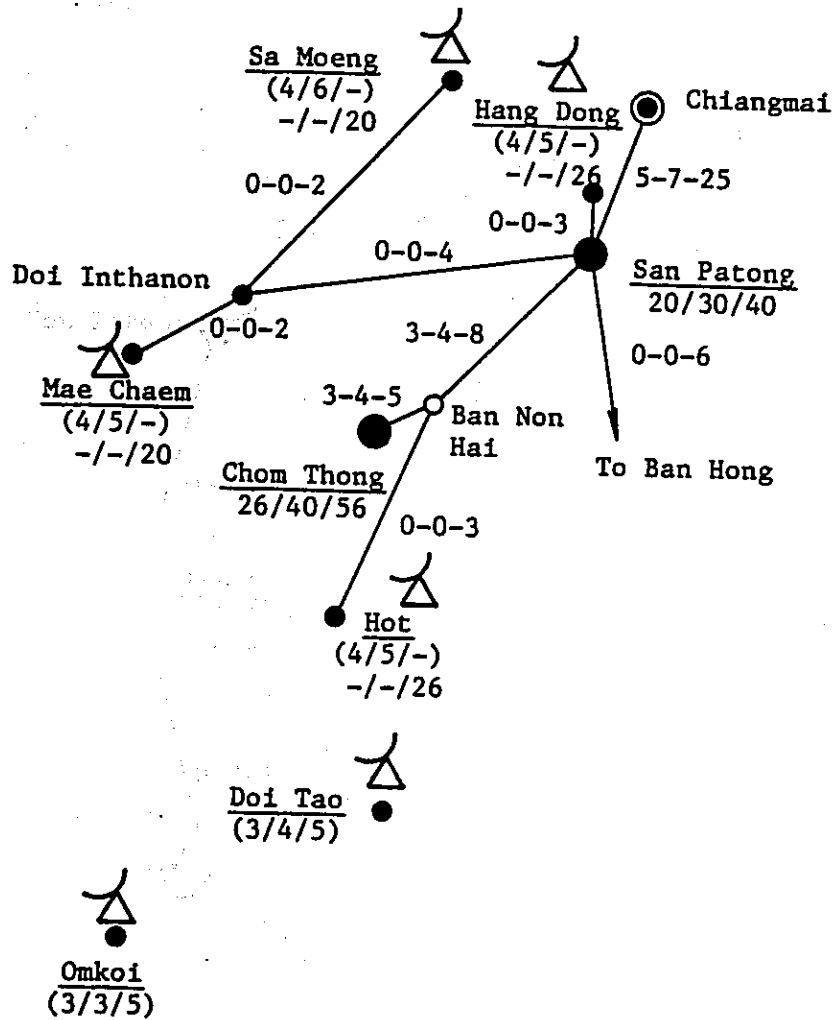 Sa Moeng
(4/6/-)
-/-/20
Hang Dong
(4/5/-)
-/-/26
Chiangmai
5-7-25
0-0-2
0-0-3
0-0-4
Doi Inthanon
San Patong
20/30/40
0-0-2
3-4-8
0-0-6
Mae Chaem
(4/5/-)
-/-/20
3-4-5
Ban Non
Hai
To Ban Hong
Chom Thong
26/40/56
0-0-3
Hot
(4/5/-)
-/-/26
Doi Tao
(3/4/5)
Omkoi
(3/3/5)